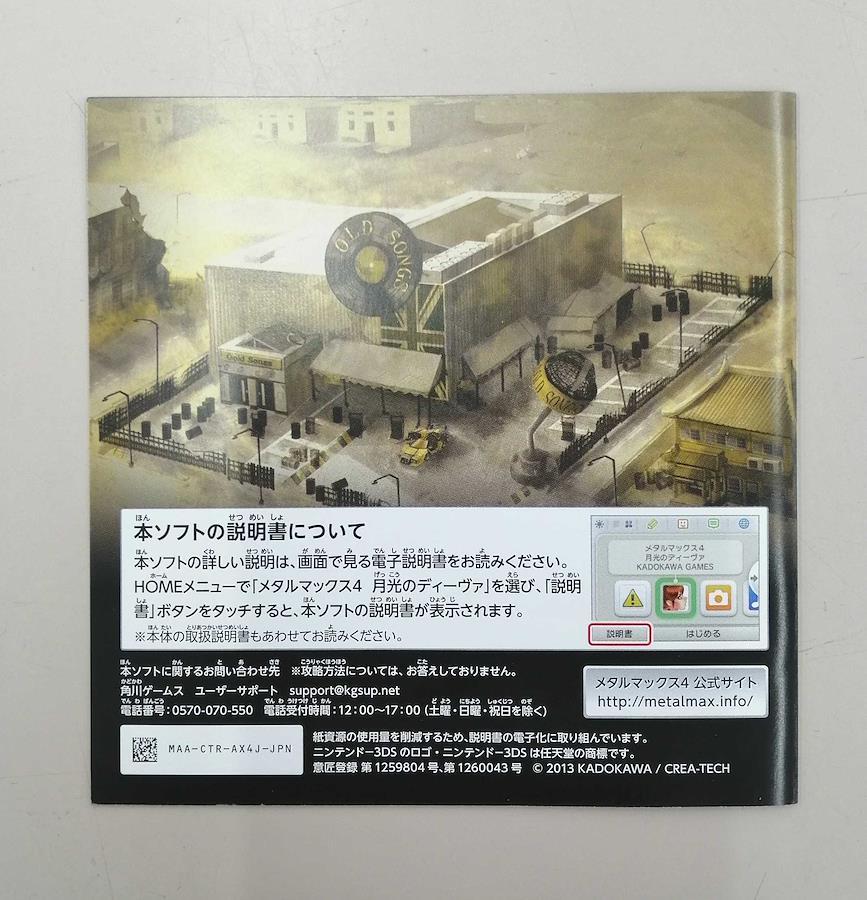 OLD SONGS
Gold Songs
OLD SONGS
本ソフトの説明書について
本ソフトの詳しい説明は、画面で見る電子説明書をお読みください。
HOMEメニューで「メタルマックス4 月光のディーヴァ」を選び、「説明
書」ボタンをタッチすると、本ソフトの説明書が表示されます。
※本体の取扱説明書もあわせてお読みください。
メタルマックス4
月光のディーヴァ
KADOKAWA GAMES
説明書
はじめる
本ソフトに関するお問い合わせ先 ※攻略方法については、お答えしておりません。
角川ゲームス ユーザーサポート support@kgsup.net
電話番号:0570-070-550 電話受付時間:12:00〜17:00 (土曜・日曜・祝日を除く)
メタルマックス4 公式サイト
http://metalmax.info/
MAA-CTR-AX4J-JPN
紙資源の使用量を削減するため、説明書の電子化に取り組んでいます。
ニンテンドー3DSのロゴ・ニンテンドー3DSは任天堂の商標です。
意匠登録 第1259804号、第1260043号 © 2013 KADOKAWA / CREA-TECH